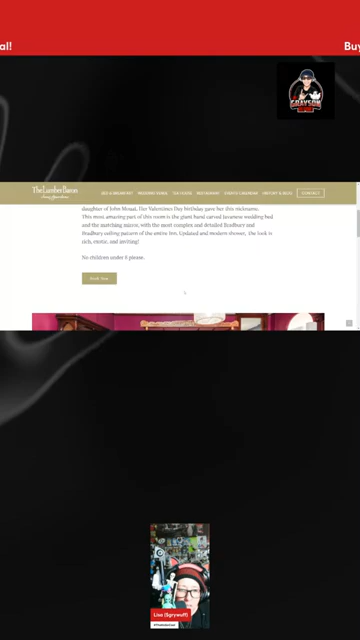 al!
Buy
GRAYSON
The Lumber Baron
BED & BREAKFAST
WEDDING VENUE
RESTAURANT
EVENTS CALENDAR
HISTORY & BLOG
CONTACT
daughter of John Mouat. Her Valentines Day birthday gave her this nickname.
This most amazing part of this room is the giant hand carved Javanese wedding bed
and the matching mirror, with the most complex and detailed Bradbury and
Bradbury ceiling pattern of the entire inn. Updated and modern shower, the look is
rich, exotic, and inviting!
No children under 6 please.
Book Now
Live ($grywuff)